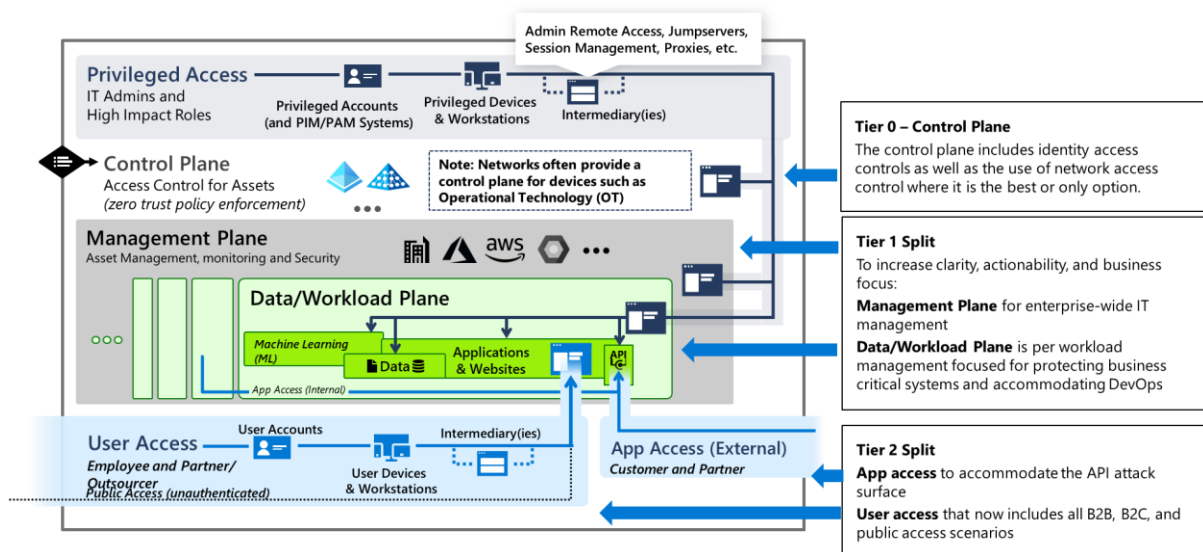 Admin Remote Access, Jumpservers,
Session Management, Proxies, etc.
Privileged Access
IT Admins and
High Impact Roles
Privileged Accounts
(and PIM/PAM Systems)
Privileged Devices
& Workstations
Intermediary(ies)
Control Plane
Access Control for Assets
(zero trust policy enforcement)
Note: Networks often provide a
control plane for devices such as
Operational Technology (OT)
Management Plane
Asset Management, monitoring and Security
aws
Data/Workload Plane
Machine Learning
(ML)
Data
Applications
& Websites
API
App Access (Internal)
User Access
Employee and Partner/
Outsourcer
Public Access (unauthenticated)
User Accounts
User Devices
& Workstations
Intermediary(ies)
App Access (External)
Customer and Partner
Tier 0 – Control Plane
The control plane includes identity access
controls as well as the use of network access
control where it is the best or only option.
Tier 1 Split
To increase clarity, actionability, and business
focus:
Management Plane for enterprise-wide IT
management
Data/Workload Plane is per workload
management focused for protecting business
critical systems and accommodating DevOps
Tier 2 Split
App access to accommodate the API attack
surface
User access that now includes all B2B, B2C, and
public access scenarios